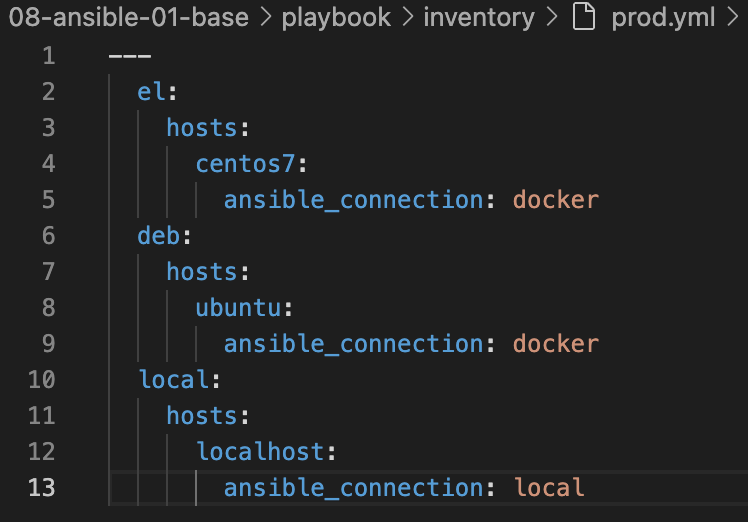 08-ansible-01-base > playbook > inventory > prod.yml >
1 ---
2 el:
3 hosts:
4 centos7:
5 ansible_connection: docker
6 deb:
7 hosts:
8 ubuntu:
9 ansible_connection: docker
10 local:
11 hosts:
12 localhost:
13 ansible_connection: local